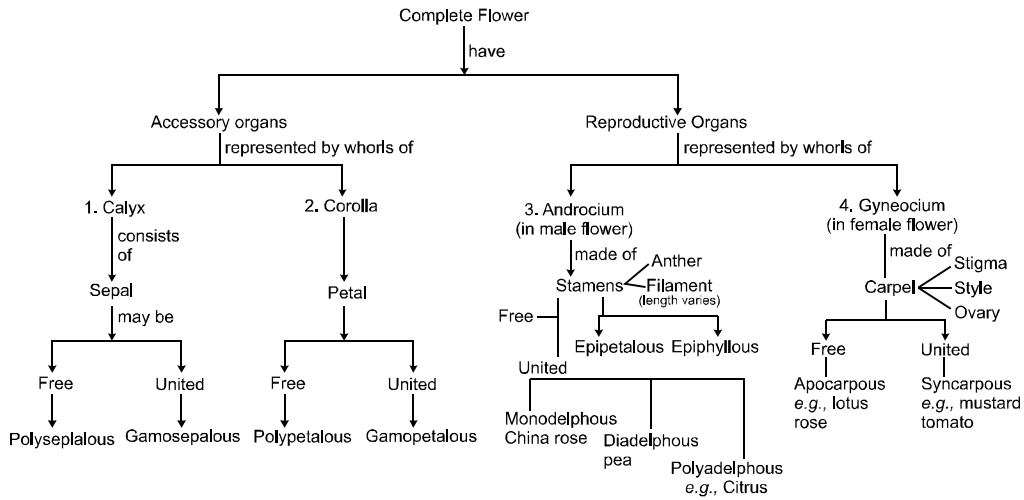 Complete Flower
have
Accessory organs
Reproductive Organs
represented by whorls of
represented by whorls of
1. Calyx
2. Corolla
3. Androcium
(in male flower)
4. Gyneocium
(in female flower)
consists
of
made of
made of
Anther
Stigma
Sepal
Petal
Stamens
Filament
(length varies)
Carpel
Style
Ovary
may be
Free
Epipetalous
Epiphyllous
Free
United
United
Free
United
Free
United
Apocarpous
e.g., lotus
rose
Syncarpous
e.g., mustard
tomato
Polyseplalous
Gamosepalous
Polypetalous
Gamopetalous
Monodelphous
China rose
Diadelphous
pea
Polyadelphous
e.g., Citrus